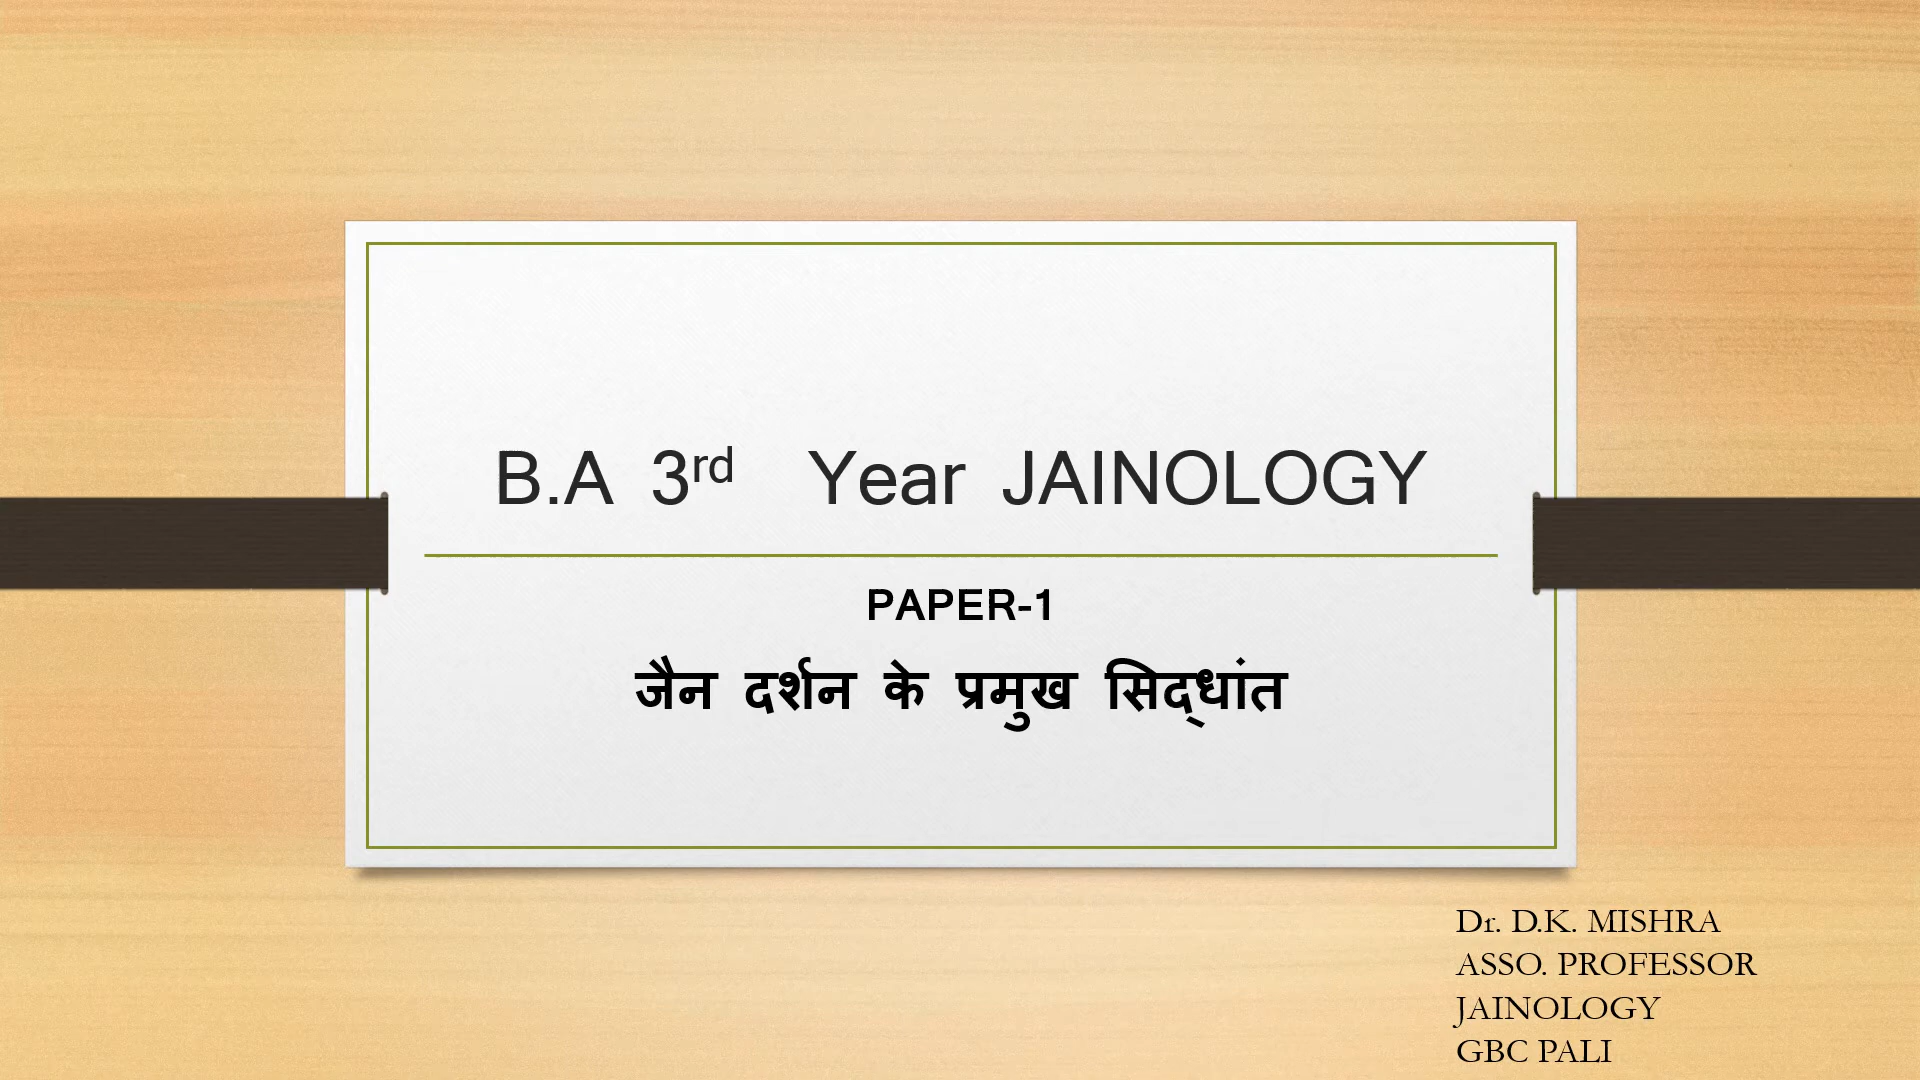 B.A 3rd Year JAINOLOGY
PAPER-1
जैन दर्शन के प्रमुख सिद्‌धांत
Dr. D.K. MISHRA
ASSO. PROFESSOR
JAINOLOGY
GBC PALI